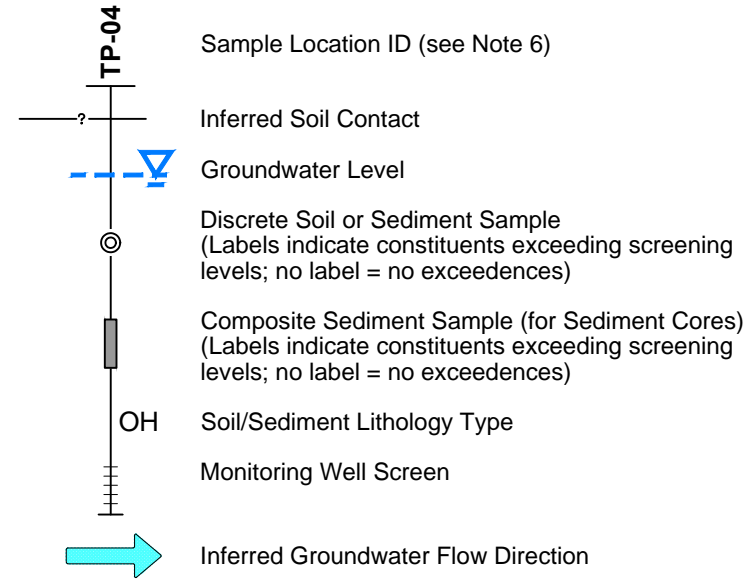 TP-04
Sample Location ID (see Note 6)
?
Inferred Soil Contact
Groundwater Level
Discrete Soil or Sediment Sample
(Labels indicate constituents exceeding screening
levels; no label = no exceedences)
Composite Sediment Sample (for Sediment Cores)
(Labels indicate constituents exceeding screening
levels; no label = no exceedences)
OH
Soil/Sediment Lithology Type
Monitoring Well Screen
Inferred Groundwater Flow Direction